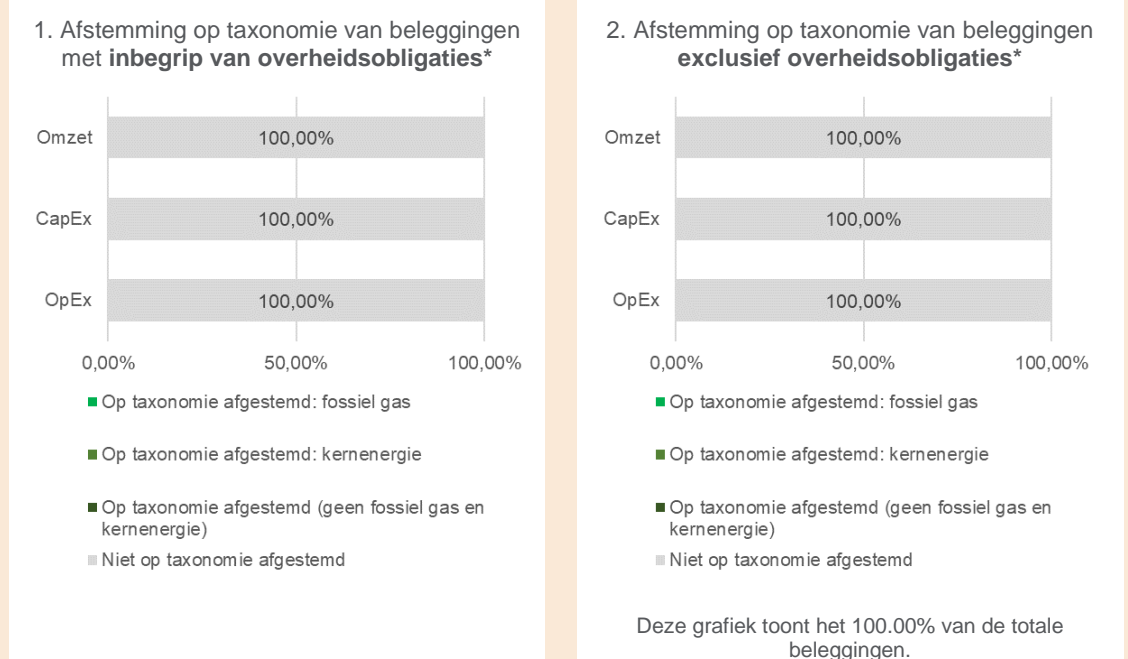 1. Afstemming op taxonomie van beleggingen
met inbegrip van overheidsobligaties*
Omzet
100,00%
CapEx
100,00%
OpEx
100,00%
0,00%
50,00%
100,00%
Op taxonomie afgestemd: fossiel gas
Op taxonomie afgestemd: kernenergie
Op taxonomie afgestemd (geen fossiel gas en
kernenergie)
Niet op taxonomie afgestemd
2. Afstemming op taxonomie van beleggingen
exclusief overheidsobligaties*
Omzet
100,00%
CapEx
100,00%
OpEx
100,00%
0,00%
50,00%
100,00%
Op taxonomie afgestemd: fossiel gas
Op taxonomie afgestemd: kernenergie
Op taxonomie afgestemd (geen fossiel gas en
kernenergie)
Niet op taxonomie afgestemd
Deze grafiek toont het 100.00% van de totale
beleggingen.